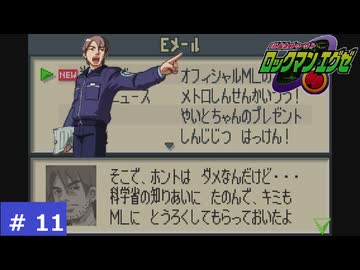 Eメール
ロックマンエグゼ
NEW
オフィシャルMLの
ニュース メトロしんせんかいつう!
やいとちゃんのプレゼント
しんじじつ はっけん!
そこで、ホントは ダメなんだけど・・・
科学省の知りあいに たのんで、キミも
MLに とうろくしてもらっておいたよ
# 11